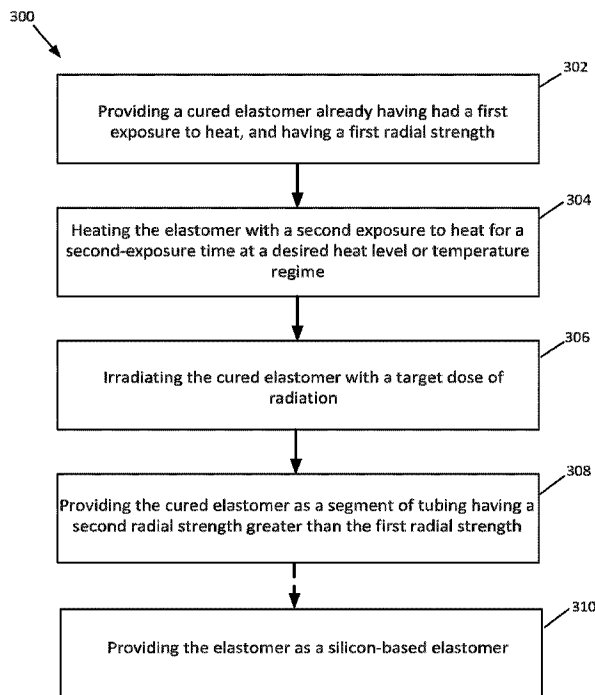 300
302
Providing a cured elastomer already having had a first
exposure to heat, and having a first radial strength
304
Heating the elastomer with a second exposure to heat for a
second-exposure time at a desired heat level or temperature
regime
306
Irradiating the cured elastomer with a target dose of
radiation
308
Providing the cured elastomer as a segment of tubing having
a second radial strength greater than the first radial strength
310
Providing the elastomer as a silicon-based elastomer